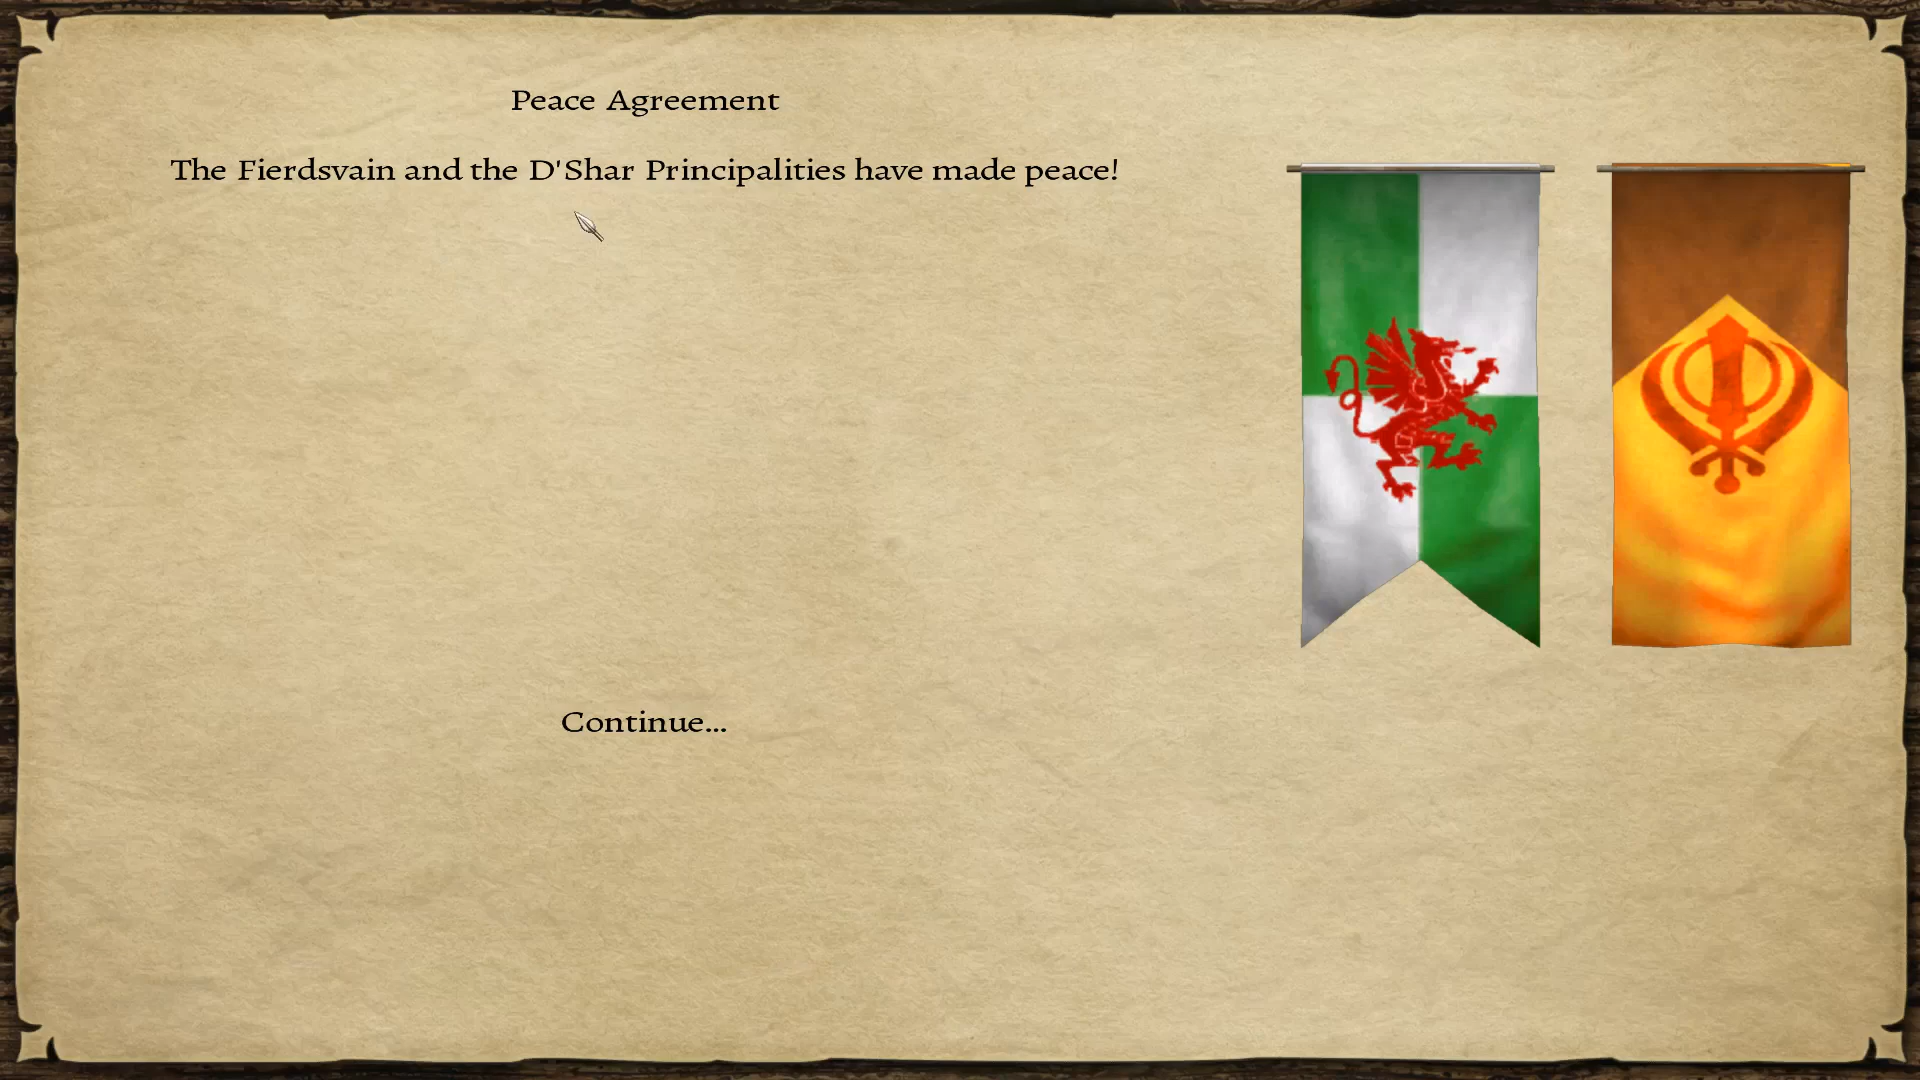 Peace Agreement
The Fierdsvain and the D'Shar Principalities have made peace!
Continue...